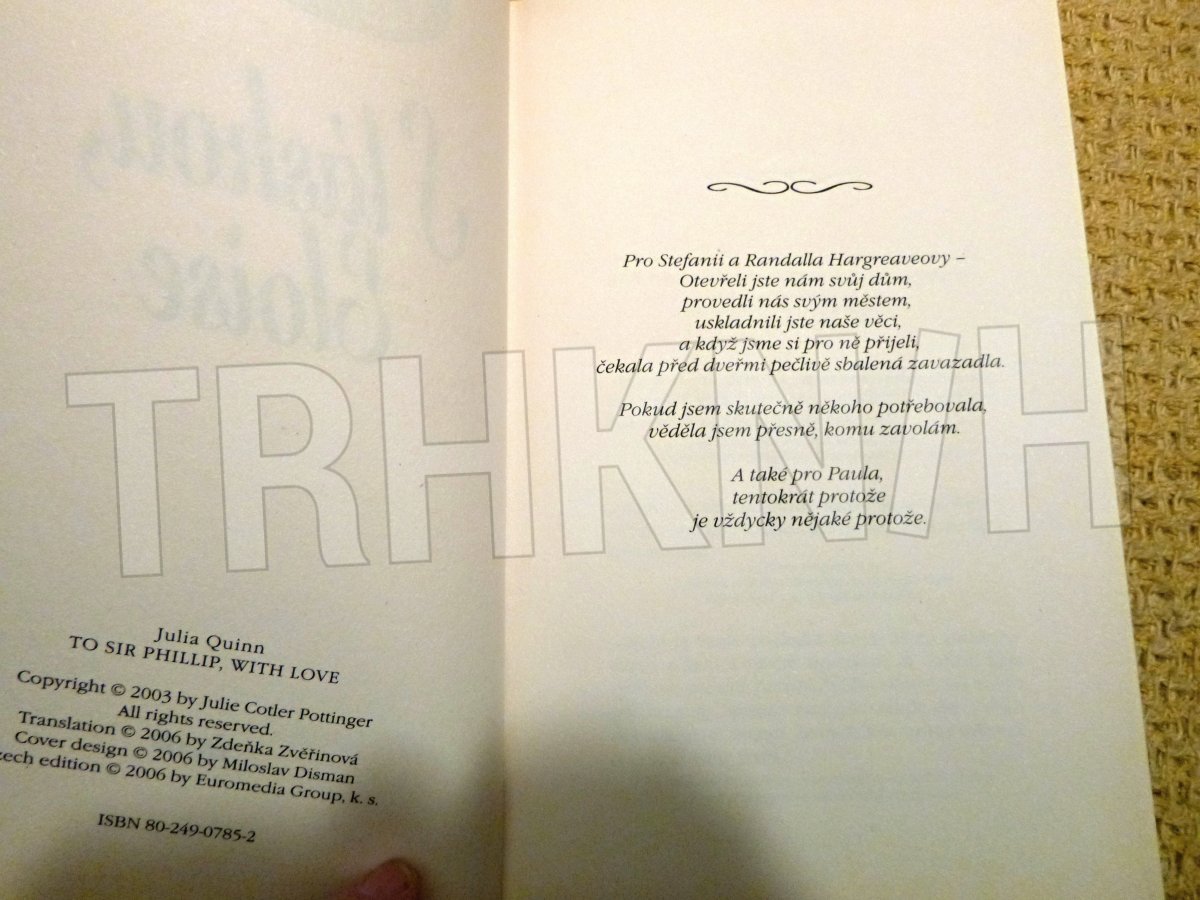 Julia Quinn
TO SIR PHILLIP, WITH LOVE
Copyright © 2003 by Julie Cotler Pottinger
All rights reserved.
Translation © 2006 by Zdeňka Zvěřinová
Cover design © 2006 by Miloslav Disman
zech edition © 2006 by Euromedia Group, k. s.
ISBN 80-249-0785-2
Pro Stefanii a Randalla Hargreaveovy –
Otevřeli jste nám svůj dům,
provedli nás svým městem,
uskladnili jste naše věci,
a když jsme si pro ně přijeli,
čekala před dveřmi pečlivě sbalená zavazadla.
Pokud jsem skutečně někoho potřebovala,
věděla jsem přesně, komu zavolám.
A také pro Paula,
tentokrát protože
je vždycky nějaké protože.
TRHKNIH